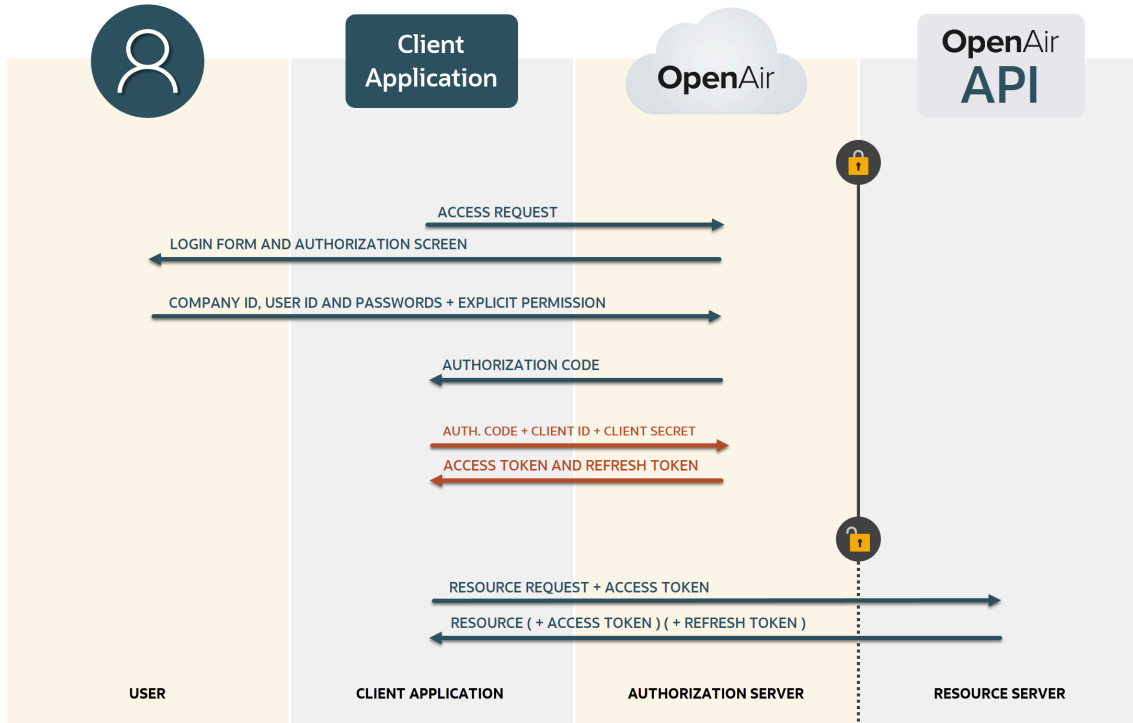 Client
Application
OpenAir
OpenAir
API
ACCESS REQUEST
LOGIN FORM AND AUTHORIZATION SCREEN
COMPANY ID, USER ID AND PASSWORDS + EXPLICIT PERMISSION
AUTHORIZATION CODE
AUTH. CODE + CLIENT ID + CLIENT SECRET
ACCESS TOKEN AND REFRESH TOKEN
RESOURCE REQUEST + ACCESS TOKEN
RESOURCE ( + ACCESS TOKEN ) ( + REFRESH TOKEN )
USER
CLIENT APPLICATION
AUTHORIZATION SERVER
RESOURCE SERVER